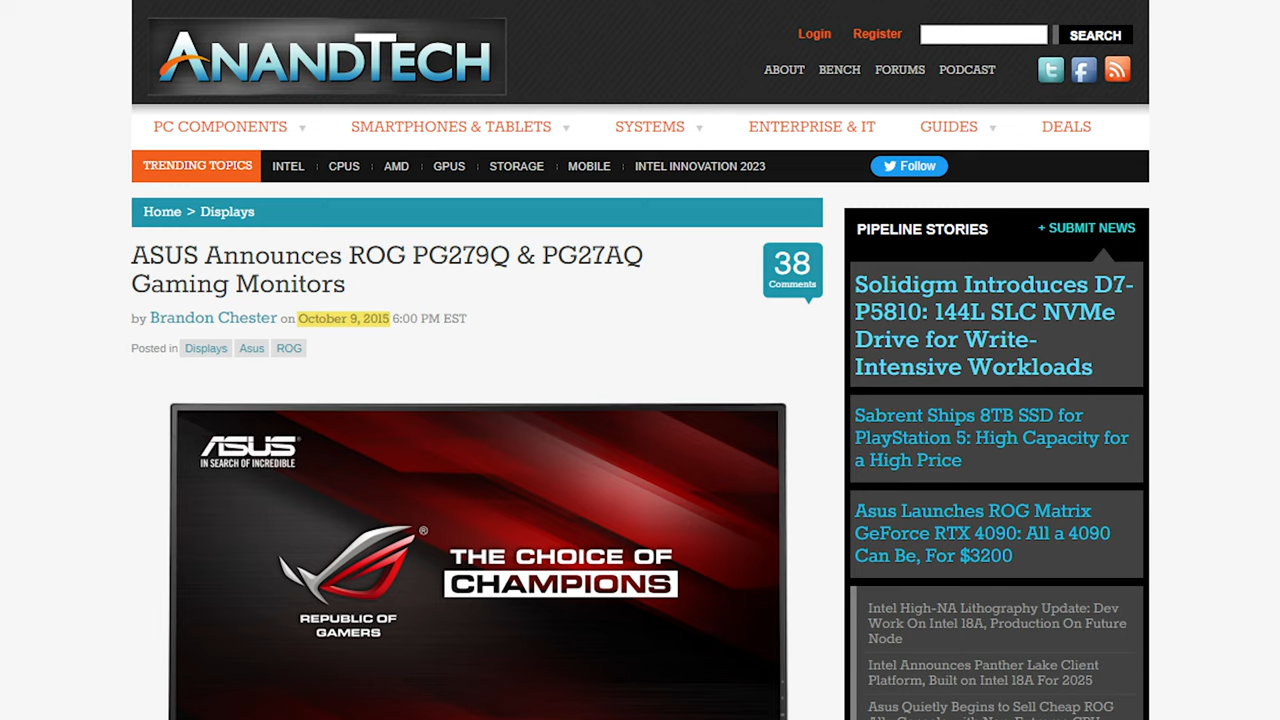 ANANDTECH
Login Register SEARCH
ABOUT BENCH FORUMS PODCAST
PC COMPONENTS SMARTPHONES & TABLETS SYSTEMS ENTERPRISE & IT GUIDES DEALS
TRENDING TOPICS INTEL CPUS AMD GPUS STORAGE MOBILE INTEL INNOVATION 2023 Follow
Home > Displays
ASUS Announces ROG PG279Q & PG27AQ
Gaming Monitors
38
Comments
by Brandon Chester on October 9, 2015 6:00 PM EST
Posted in Displays Asus ROG
ASUS
IN SEARCH OF INCREDIBLE
®
REPUBLIC OF
GAMERS
THE CHOICE OF
CHAMPIONS
PIPELINE STORIES + SUBMIT NEWS
Solidigm Introduces D7-
P5810: 144L SLC NVMe
Drive for Write-
Intensive Workloads
Sabrent Ships 8TB SSD for
PlayStation 5: High Capacity for
a High Price
Asus Launches ROG Matrix
GeForce RTX 4090: All a 4090
Can Be, For $3200
Intel High-NA Lithography Update: Dev
Work On Intel 18A, Production On Future
Node
Intel Announces Panther Lake Client
Platform, Built on Intel 18A For 2025
Asus Quietly Begins to Sell Cheap ROG